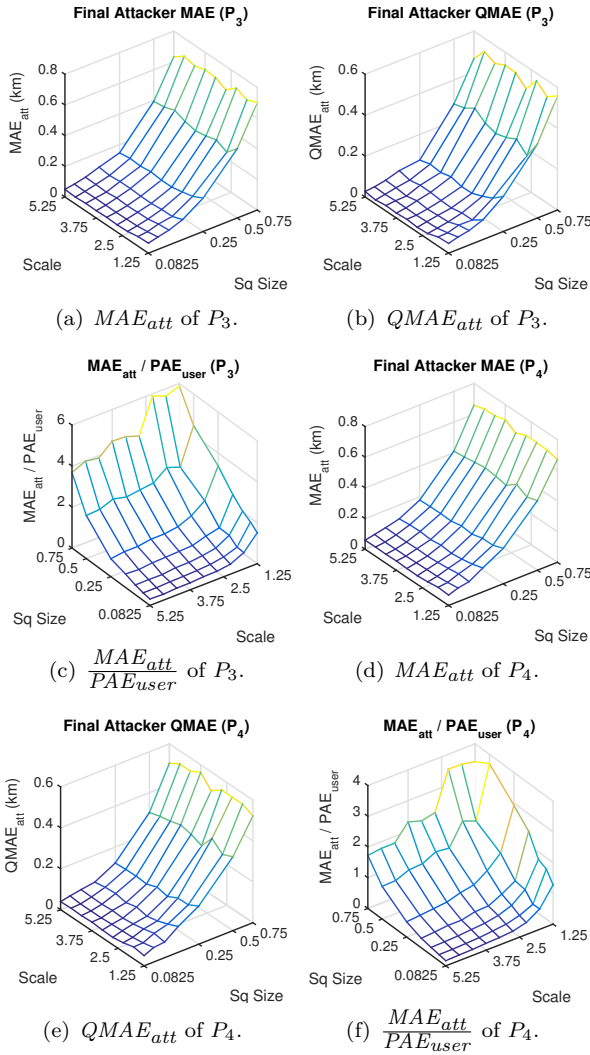 Final Attacker MAE (P3)
MAEatt (km)
0.8
0.6
0.4
0.2
0
5.25
3.75
2.5
1.25
Scale
0.0825
0.25
0.5
0.75
Sq Size
(a) MAEatt of P3.
Final Attacker QMAE (P3)
QMAEatt (km)
0.6
0.4
0.2
0
5.25
3.75
2.5
1.25
Scale
0.0825
0.25
0.5
0.75
Sq Size
(b) QMAEatt of P3.
MAEatt / PAEuser (P3)
MAEatt / PAEuser
6
4
2
0
0.75
0.5
0.25
0.0825
Sq Size
5.25
3.75
2.5
1.25
Scale
(c) MAEatt / PAEuser of P3.
Final Attacker MAE (P4)
MAEatt (km)
0.8
0.6
0.4
0.2
0
5.25
3.75
2.5
1.25
Scale
0.0825
0.25
0.5
0.75
Sq Size
(d) MAEatt of P4.
Final Attacker QMAE (P4)
QMAEatt (km)
0.6
0.4
0.2
0
5.25
3.75
2.5
1.25
Scale
0.0825
0.25
0.5
0.75
Sq Size
(e) QMAEatt of P4.
MAEatt / PAEuser (P4)
MAEatt / PAEuser
4
3
2
1
0
0.75
0.5
0.25
0.0825
Sq Size
5.25
3.75
2.5
1.25
Scale
(f) MAEatt / PAEuser of P4.